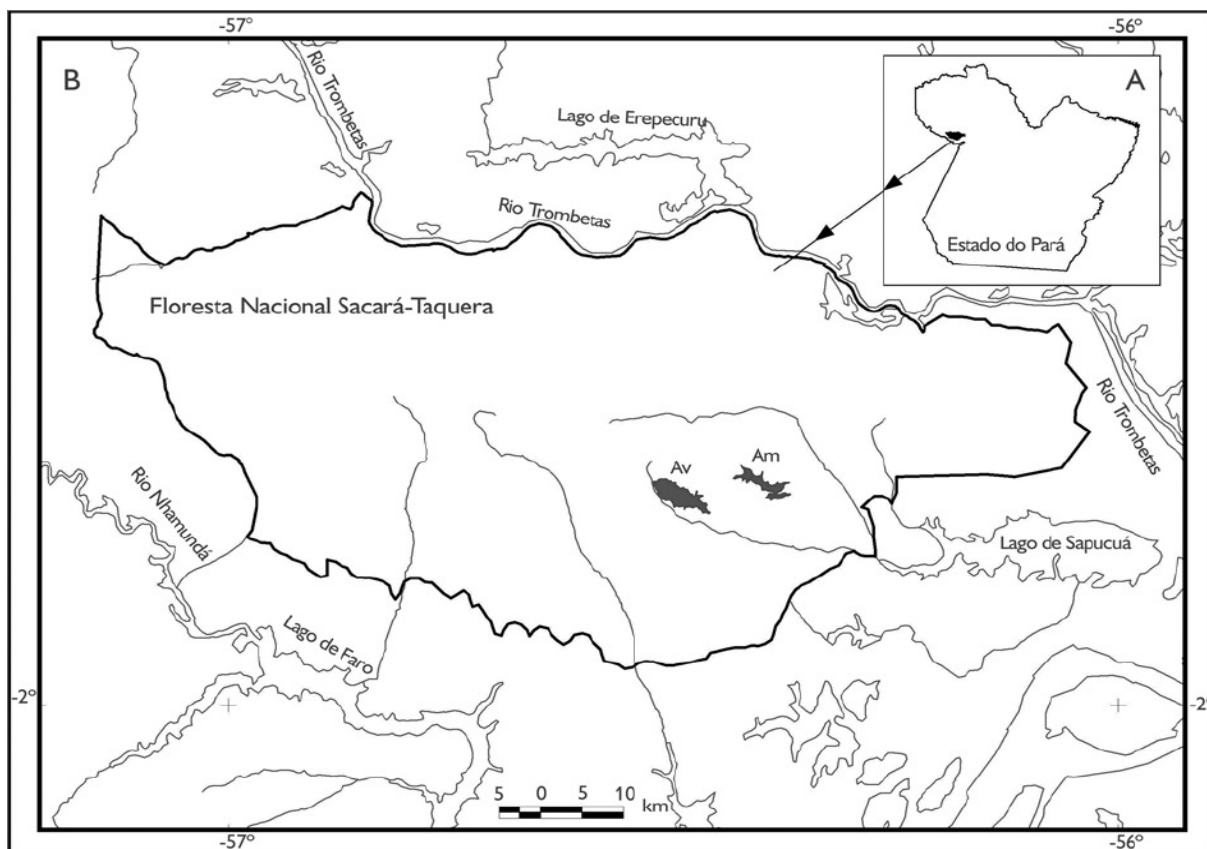 -57°
-56°
B
A
Rio Trombetas
Lago de Erepecuru
Rio Trombetas
Estado do Pará
Floresta Nacional Sacará-Taquera
Rio Trombetas
Av
Am
Rio Nhamundá
Lago de Sapucuá
Lago de Faro
-2°
-2°
5 0 5 10
km
-57°
-56°